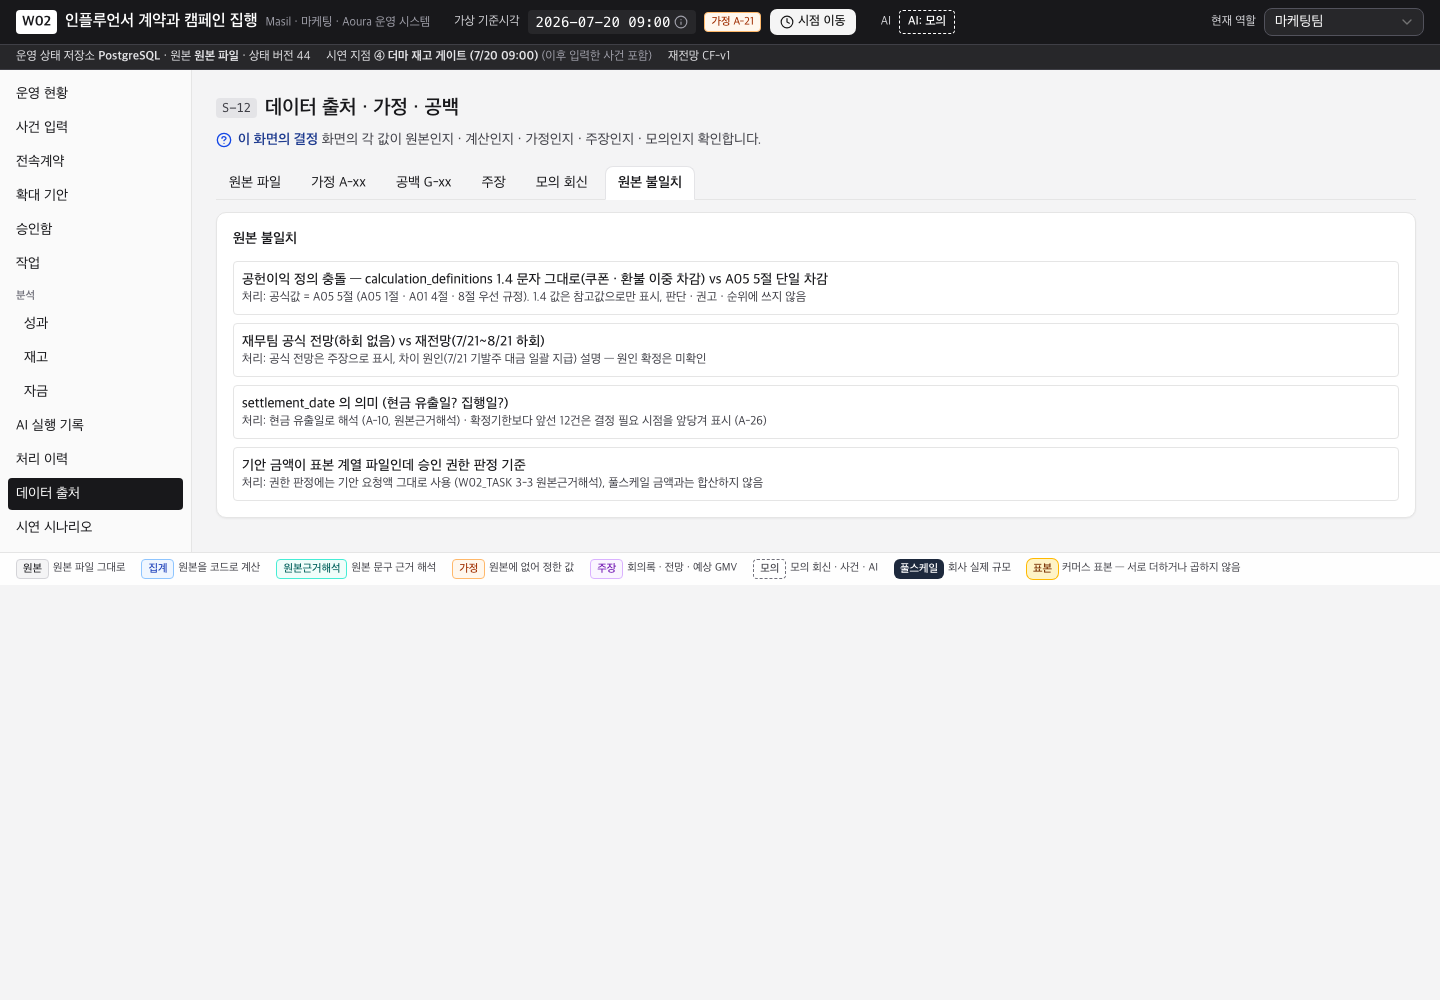 W02 인플루언서 계약과 캠페인 집행 Masil · 마케팅 · Aoura 운영 시스템 가상 기준시각 2026-07-20 09:00 가정 A-21 시점 이동 AI AI: 모의 현재 역할 마케팅팀
운영 상태 저장소 PostgreSQL · 원본 원본 파일 · 상태 버전 44 시연 지점 ④ 더마 재고 게이트 (7/20 09:00) (이후 입력한 사건 포함) 재전망 CF-v1
운영 현황
사건 입력
전속계약
확대 기안
승인함
작업
분석
성과
재고
자금
AI 실행 기록
처리 이력
데이터 출처
시연 시나리오
S-12 데이터 출처 · 가정 · 공백
이 화면의 결정 화면의 각 값이 원본인지 · 계산인지 · 가정인지 · 주장인지 · 모의인지 확인합니다.
원본 파일 가정 A-xx 공백 G-xx 주장 모의 회신 원본 불일치
원본 불일치
공헌이익 정의 충돌 — calculation_definitions 1.4 문자 그대로(쿠폰 · 환불 이중 차감) vs A05 5절 단일 차감
처리: 공식값 = A05 5절 (A05 1절 · A01 4절 · 8절 우선 규정). 1.4 값은 참고값으로만 표시, 판단 · 권고 · 순위에 쓰지 않음
재무팀 공식 전망(하회 없음) vs 재전망(7/21~8/21 하회)
처리: 공식 전망은 주장으로 표시, 차이 원인(7/21 기발주 대금 일괄 지급) 설명 — 원인 확정은 미확인
settlement_date 의 의미 (현금 유출일? 집행일?)
처리: 현금 유출일로 해석 (A-10, 원본근거해석) · 확정기한보다 앞선 12건은 결정 필요 시점을 앞당겨 표시 (A-26)
기안 금액이 표본 계열 파일인데 승인 권한 판정 기준
처리: 권한 판정에는 기안 요청액 그대로 사용 (W02_TASK 3-3 원본근거해석), 풀스케일 금액과는 합산하지 않음
원본 원본 파일 그대로 집계 원본을 코드로 계산 원본근거해석 원본 문구 근거 해석 가정 원본에 없어 정한 값 주장 회의록 · 전망 · 예상 GMV 모의 모의 회신 · 사건 · AI 풀스케일 회사 실제 규모 표본 커머스 표본 — 서로 더하거나 곱하지 않음